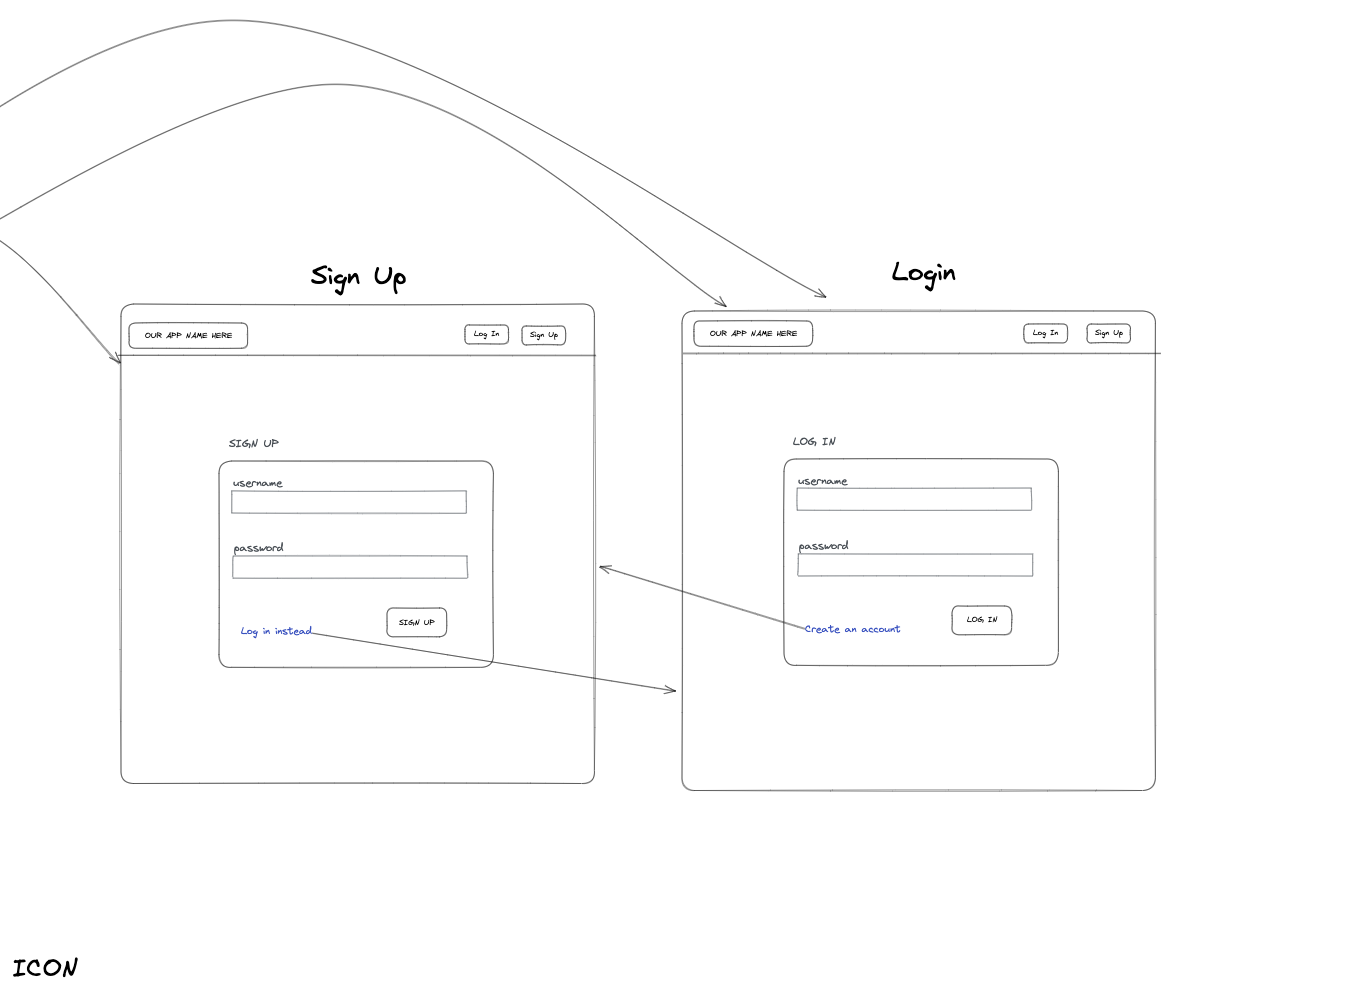 Sign Up
OUR APP NAME HERE
Log In
Sign Up
SIGN UP
username
password
Log in instead
SIGN UP
Login
OUR APP NAME HERE
Log In
Sign Up
LOG IN
username
password
Create an account
LOG IN
ICON